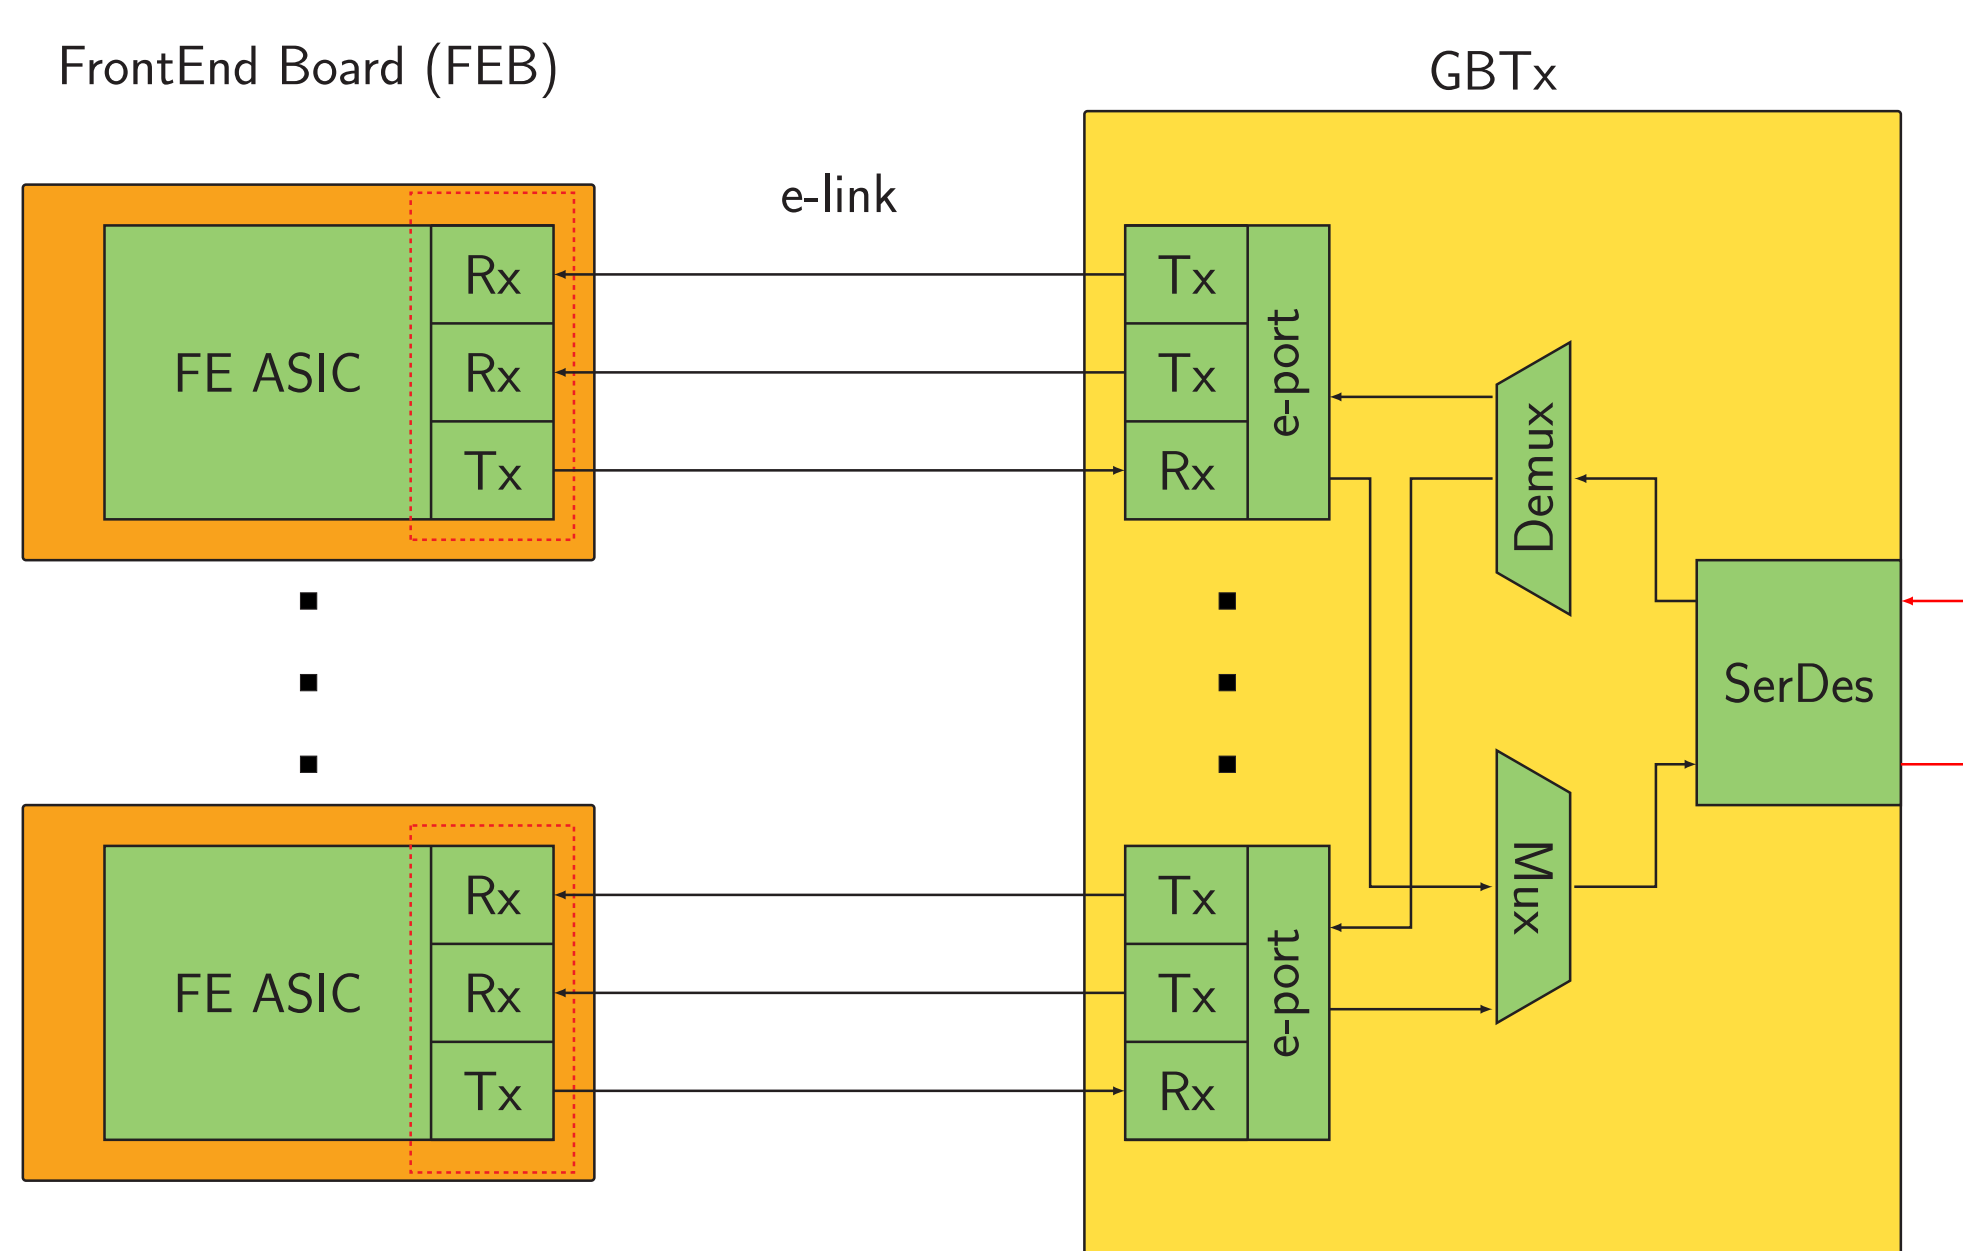 FrontEnd Board (FEB)
GBTx
e-link
FE ASIC
Rx
Rx
Tx
Tx
Tx
Rx
e-port
Demux
SerDes
Mux
FE ASIC
Rx
Rx
Tx
Tx
Tx
Rx
e-port